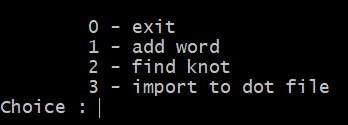 0 - exit
1 - add word
2 - find knot
3 - import to dot file
Choice :